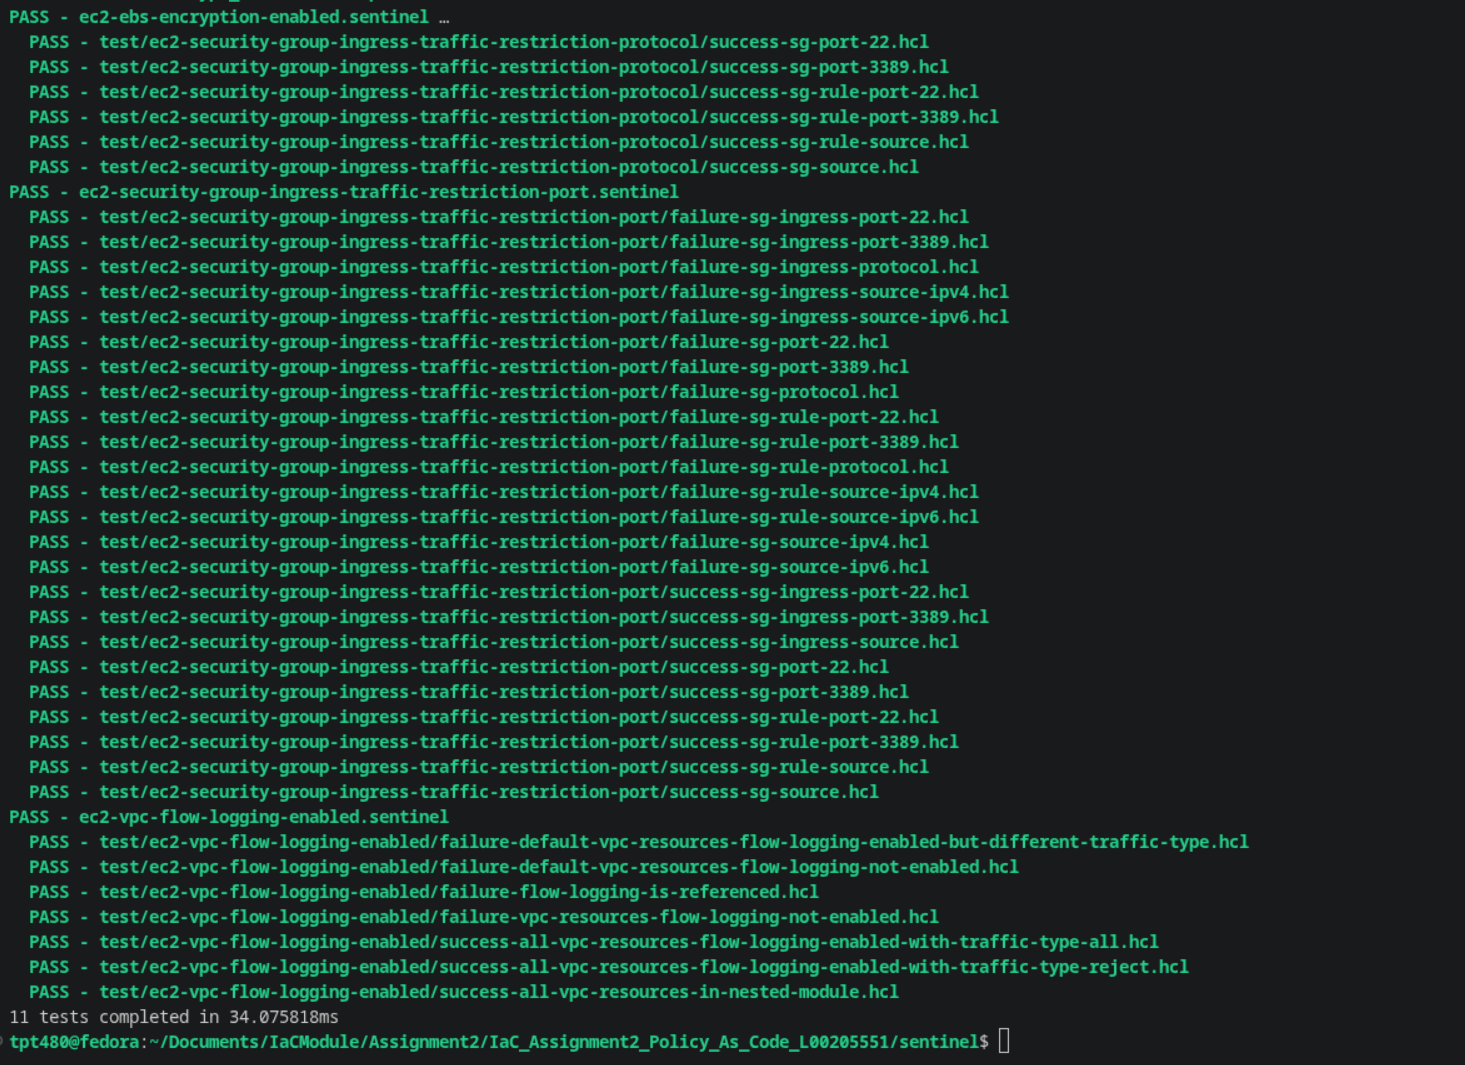 PASS - ec2-ebs-encryption-enabled.sentinel …
PASS - test/ec2-security-group-ingress-traffic-restriction-protocol/success-sg-port-22.hcl
PASS - test/ec2-security-group-ingress-traffic-restriction-protocol/success-sg-port-3389.hcl
PASS - test/ec2-security-group-ingress-traffic-restriction-protocol/success-sg-rule-port-22.hcl
PASS - test/ec2-security-group-ingress-traffic-restriction-protocol/success-sg-rule-port-3389.hcl
PASS - test/ec2-security-group-ingress-traffic-restriction-protocol/success-sg-rule-source.hcl
PASS - test/ec2-security-group-ingress-traffic-restriction-protocol/success-sg-source.hcl
PASS - ec2-security-group-ingress-traffic-restriction-port.sentinel
PASS - test/ec2-security-group-ingress-traffic-restriction-port/failure-sg-ingress-port-22.hcl
PASS - test/ec2-security-group-ingress-traffic-restriction-port/failure-sg-ingress-port-3389.hcl
PASS - test/ec2-security-group-ingress-traffic-restriction-port/failure-sg-ingress-protocol.hcl
PASS - test/ec2-security-group-ingress-traffic-restriction-port/failure-sg-ingress-source-ipv4.hcl
PASS - test/ec2-security-group-ingress-traffic-restriction-port/failure-sg-ingress-source-ipv6.hcl
PASS - test/ec2-security-group-ingress-traffic-restriction-port/failure-sg-port-22.hcl
PASS - test/ec2-security-group-ingress-traffic-restriction-port/failure-sg-port-3389.hcl
PASS - test/ec2-security-group-ingress-traffic-restriction-port/failure-sg-protocol.hcl
PASS - test/ec2-security-group-ingress-traffic-restriction-port/failure-sg-rule-port-22.hcl
PASS - test/ec2-security-group-ingress-traffic-restriction-port/failure-sg-rule-port-3389.hcl
PASS - test/ec2-security-group-ingress-traffic-restriction-port/failure-sg-rule-protocol.hcl
PASS - test/ec2-security-group-ingress-traffic-restriction-port/failure-sg-rule-source-ipv4.hcl
PASS - test/ec2-security-group-ingress-traffic-restriction-port/failure-sg-rule-source-ipv6.hcl
PASS - test/ec2-security-group-ingress-traffic-restriction-port/failure-sg-source-ipv4.hcl
PASS - test/ec2-security-group-ingress-traffic-restriction-port/failure-sg-source-ipv6.hcl
PASS - test/ec2-security-group-ingress-traffic-restriction-port/success-sg-ingress-port-22.hcl
PASS - test/ec2-security-group-ingress-traffic-restriction-port/success-sg-ingress-port-3389.hcl
PASS - test/ec2-security-group-ingress-traffic-restriction-port/success-sg-ingress-source.hcl
PASS - test/ec2-security-group-ingress-traffic-restriction-port/success-sg-port-22.hcl
PASS - test/ec2-security-group-ingress-traffic-restriction-port/success-sg-port-3389.hcl
PASS - test/ec2-security-group-ingress-traffic-restriction-port/success-sg-rule-port-22.hcl
PASS - test/ec2-security-group-ingress-traffic-restriction-port/success-sg-rule-port-3389.hcl
PASS - test/ec2-security-group-ingress-traffic-restriction-port/success-sg-rule-source.hcl
PASS - test/ec2-security-group-ingress-traffic-restriction-port/success-sg-source.hcl
PASS - ec2-vpc-flow-logging-enabled.sentinel
PASS - test/ec2-vpc-flow-logging-enabled/failure-default-vpc-resources-flow-logging-enabled-but-different-traffic-type.hcl
PASS - test/ec2-vpc-flow-logging-enabled/failure-default-vpc-resources-flow-logging-not-enabled.hcl
PASS - test/ec2-vpc-flow-logging-enabled/failure-flow-logging-is-referenced.hcl
PASS - test/ec2-vpc-flow-logging-enabled/failure-vpc-resources-flow-logging-not-enabled.hcl
PASS - test/ec2-vpc-flow-logging-enabled/success-all-vpc-resources-flow-logging-enabled-with-traffic-type-all.hcl
PASS - test/ec2-vpc-flow-logging-enabled/success-all-vpc-resources-flow-logging-enabled-with-traffic-type-reject.hcl
PASS - test/ec2-vpc-flow-logging-enabled/success-all-vpc-resources-in-nested-module.hcl
11 tests completed in 34.075818ms
tpt480@fedora:~/Documents/IaCModule/Assignment2/IaC_Assignment2_Policy_As_Code_L00205551/sentinel$